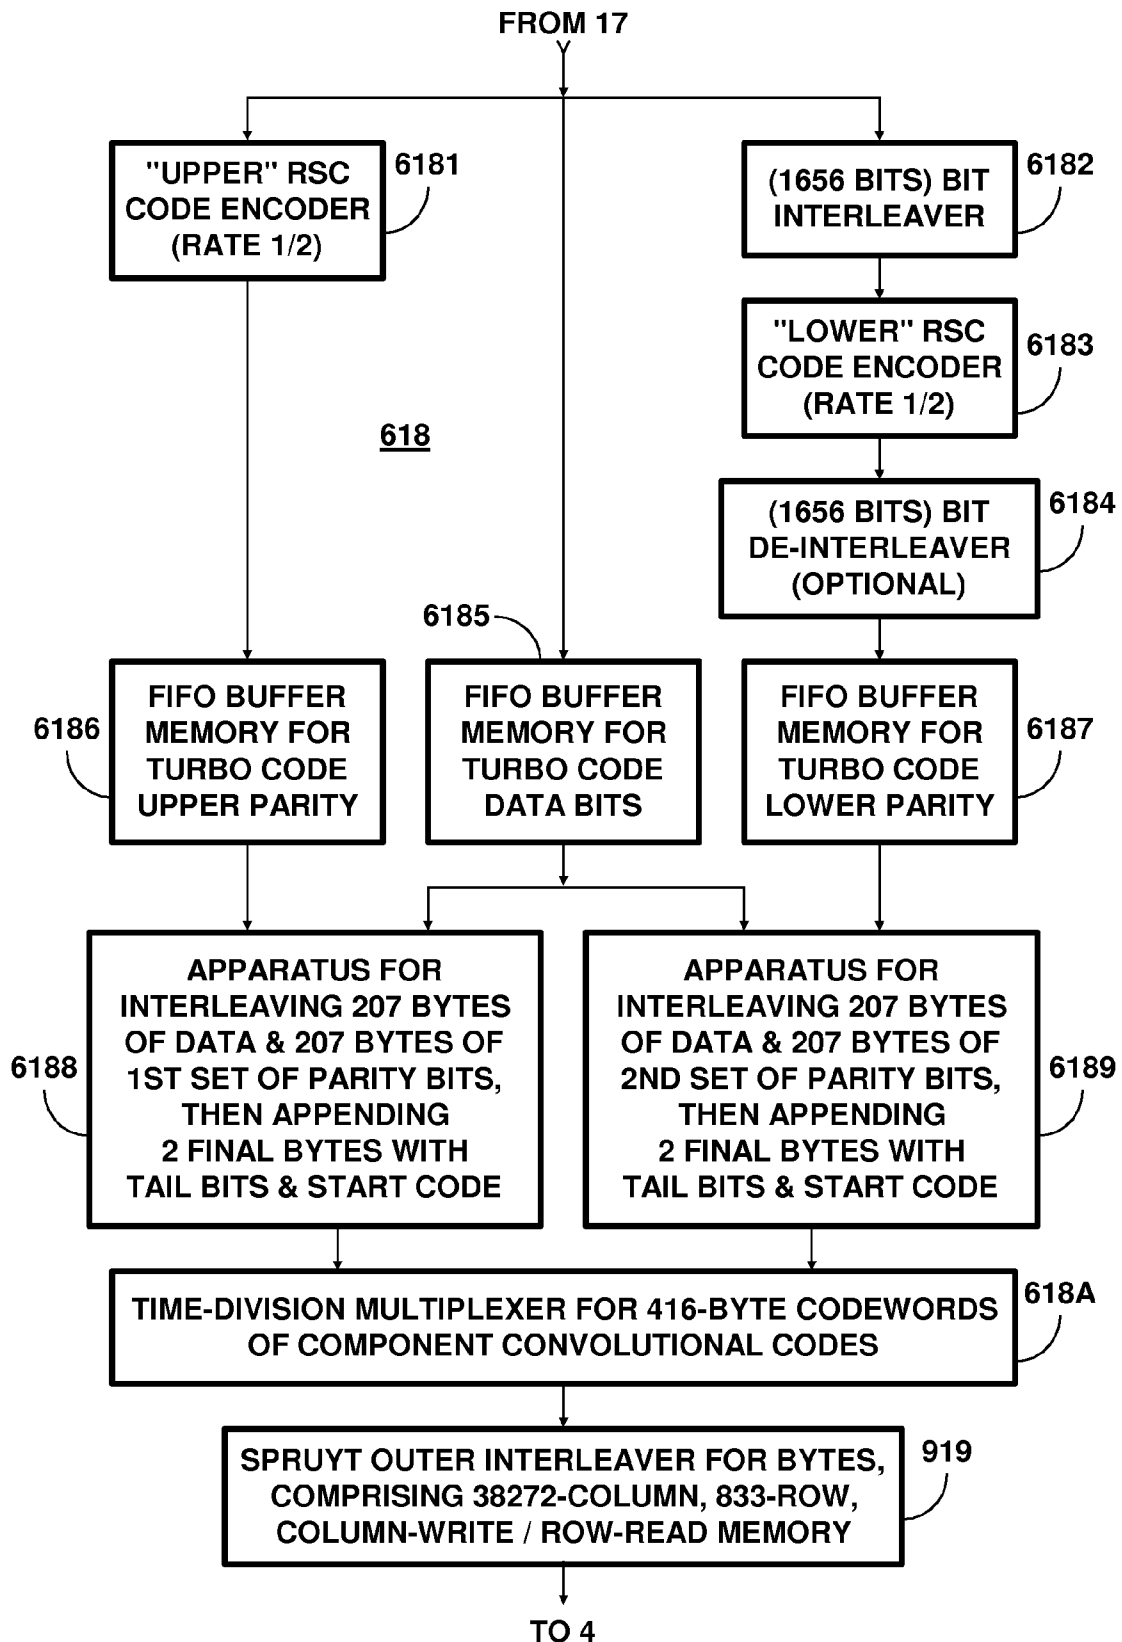 FROM 17
"UPPER" RSC
CODE ENCODER
(RATE 1/2)
6181
(1656 BITS) BIT
INTERLEAVER
6182
"LOWER" RSC
CODE ENCODER
(RATE 1/2)
6183
618
(1656 BITS) BIT
DE-INTERLEAVER
(OPTIONAL)
6184
6185
6186
FIFO BUFFER
MEMORY FOR
TURBO CODE
UPPER PARITY
FIFO BUFFER
MEMORY FOR
TURBO CODE
DATA BITS
FIFO BUFFER
MEMORY FOR
TURBO CODE
LOWER PARITY
6187
6188
APPARATUS FOR
INTERLEAVING 207 BYTES
OF DATA & 207 BYTES OF
1ST SET OF PARITY BITS,
THEN APPENDING
2 FINAL BYTES WITH
TAIL BITS & START CODE
APPARATUS FOR
INTERLEAVING 207 BYTES
OF DATA & 207 BYTES OF
2ND SET OF PARITY BITS,
THEN APPENDING
2 FINAL BYTES WITH
TAIL BITS & START CODE
6189
TIME-DIVISION MULTIPLEXER FOR 416-BYTE CODEWORDS
OF COMPONENT CONVOLUTIONAL CODES
618A
SPRUYT OUTER INTERLEAVER FOR BYTES,
COMPRISING 38272-COLUMN, 833-ROW,
COLUMN-WRITE / ROW-READ MEMORY
919
TO 4